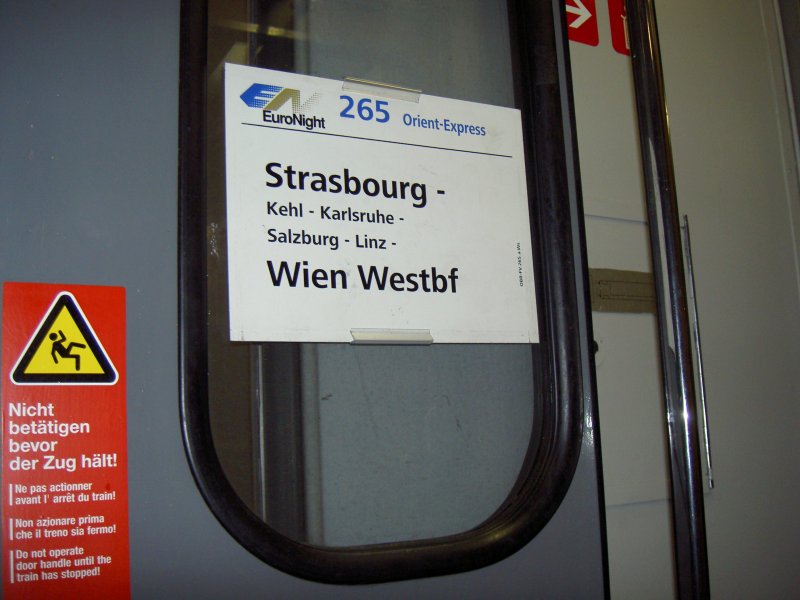 EN
EuroNight
265 Orient-Express
Strasbourg -
Kehl - Karlsruhe -
Salzburg - Linz -
Wien Westbf
Nicht
betätigen
bevor
der Zug hält!
Ne pas actionner
avant l' arrêt du train!
Non azionare prima
che il treno sia fermo!
Do not operate
door handle until the
train has stopped!